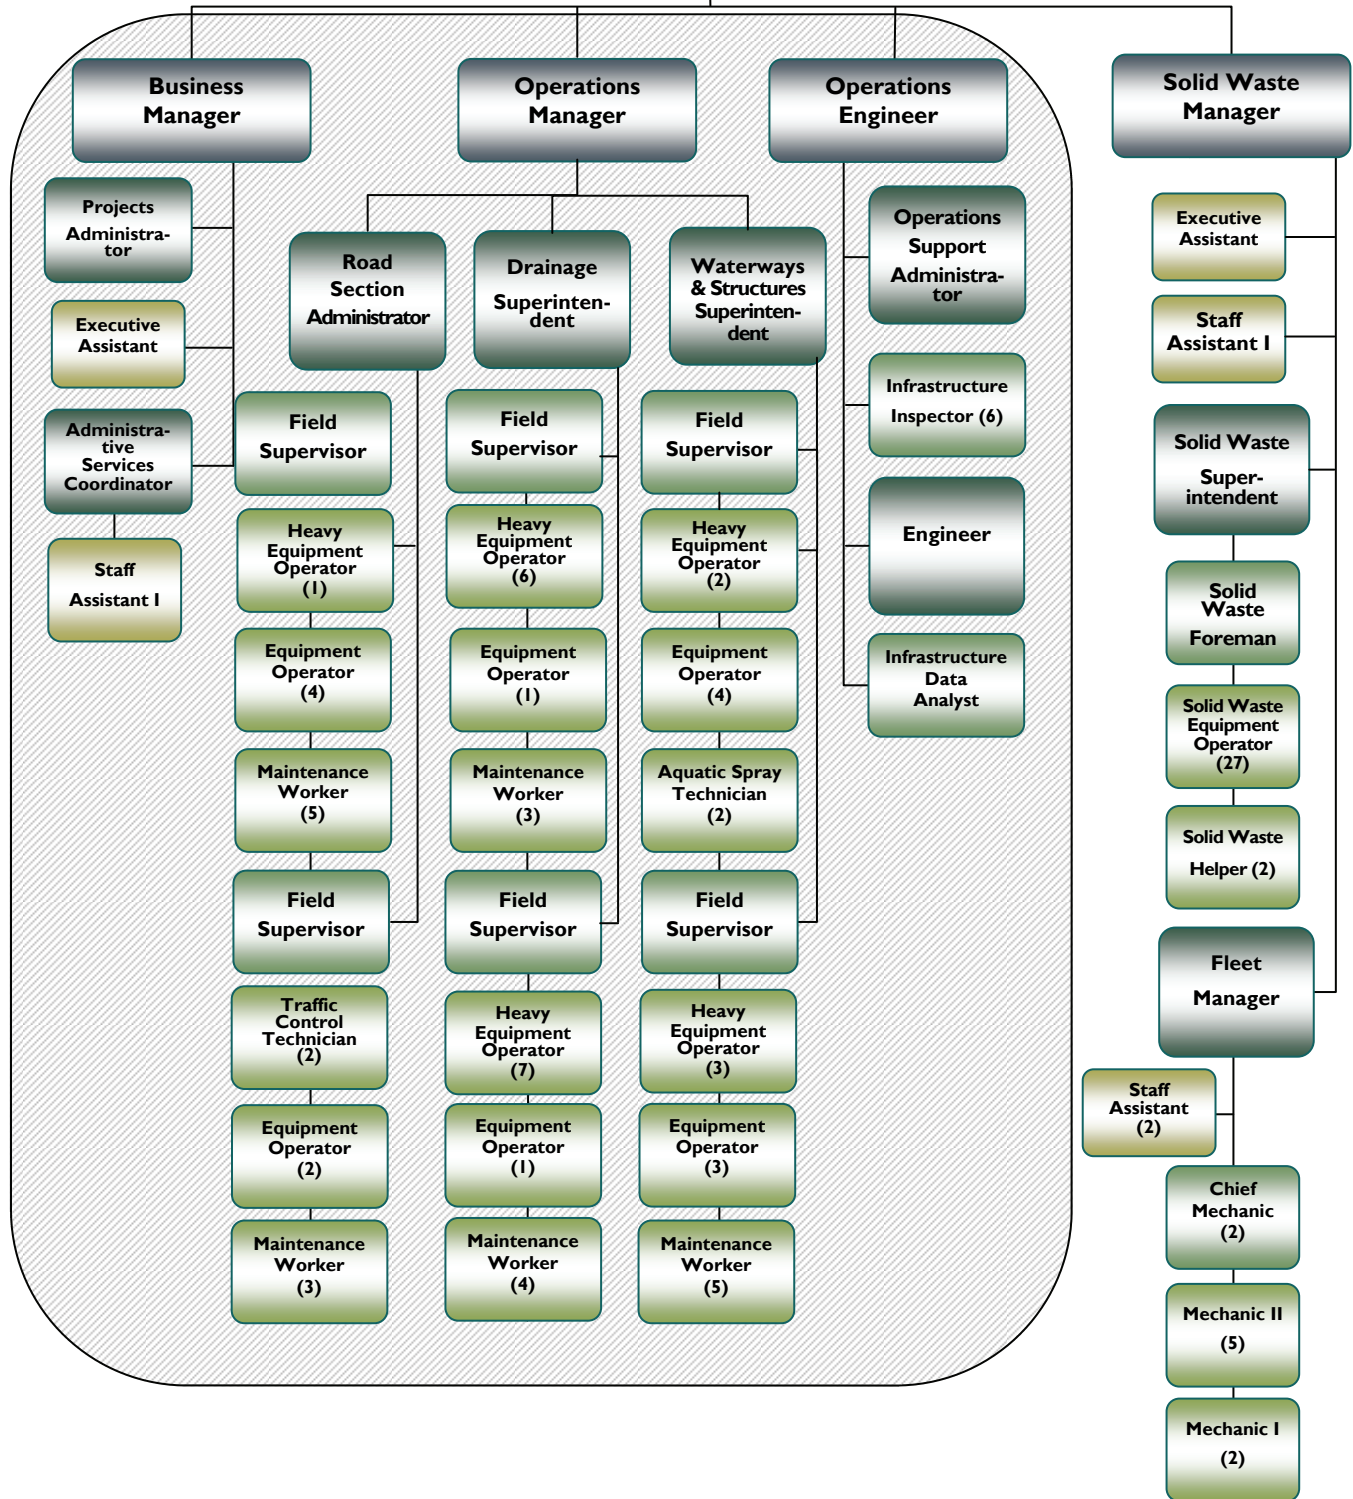 Business
Manager
Operations
Manager
Operations
Engineer
Solid Waste
Manager
Projects
Administra-
tor
Executive
Assistant
Administra-
tive
Services
Coordinator
Staff
Assistant I
Road
Section
Administrator
Field
Supervisor
Heavy
Equipment
Operator
(1)
Equipment
Operator
(4)
Maintenance
Worker
(5)
Field
Supervisor
Traffic
Control
Technician
(2)
Equipment
Operator
(2)
Maintenance
Worker
(3)
Drainage
Superinten-
dent
Field
Supervisor
Heavy
Equipment
Operator
(6)
Equipment
Operator
(1)
Maintenance
Worker
(3)
Field
Supervisor
Heavy
Equipment
Operator
(7)
Equipment
Operator
(1)
Maintenance
Worker
(4)
Waterways
& Structures
Superinten-
dent
Field
Supervisor
Heavy
Equipment
Operator
(2)
Equipment
Operator
(4)
Aquatic Spray
Technician
(2)
Field
Supervisor
Heavy
Equipment
Operator
(3)
Equipment
Operator
(3)
Maintenance
Worker
(5)
Operations
Support
Administra-
tor
Infrastructure
Inspector (6)
Engineer
Infrastructure
Data
Analyst
Executive
Assistant
Staff
Assistant I
Solid Waste
Super-
intendent
Solid
Waste
Foreman
Solid Waste
Equipment
Operator
(27)
Solid Waste
Helper (2)
Fleet
Manager
Staff
Assistant
(2)
Chief
Mechanic
(2)
Mechanic II
(5)
Mechanic I
(2)